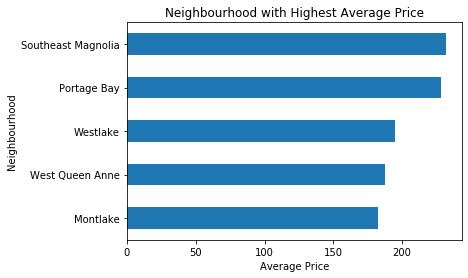 Neighbourhood with Highest Average Price
Neighbourhood
Southeast Magnolia
Portage Bay
Westlake
West Queen Anne
Montlake
0 50 100 150 200
Average Price